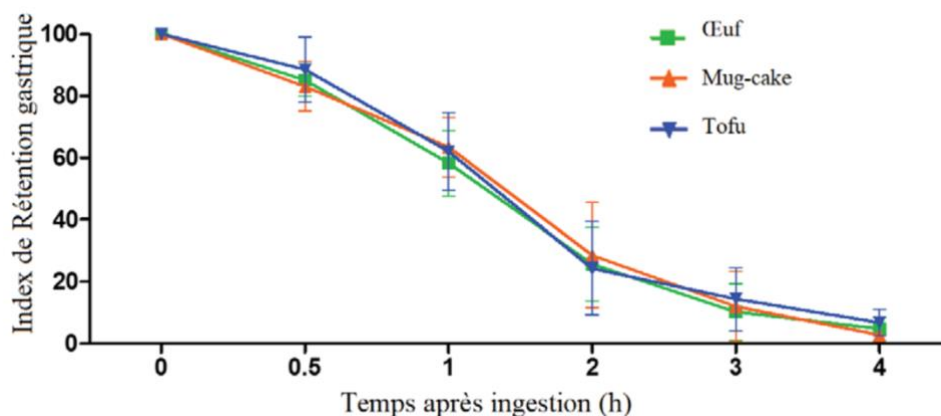 Index de Rétention gastrique
100
80
60
40
20
0
Œuf
Mug-cake
Tofu
0 0.5 1 2 3 4
Temps après ingestion (h)